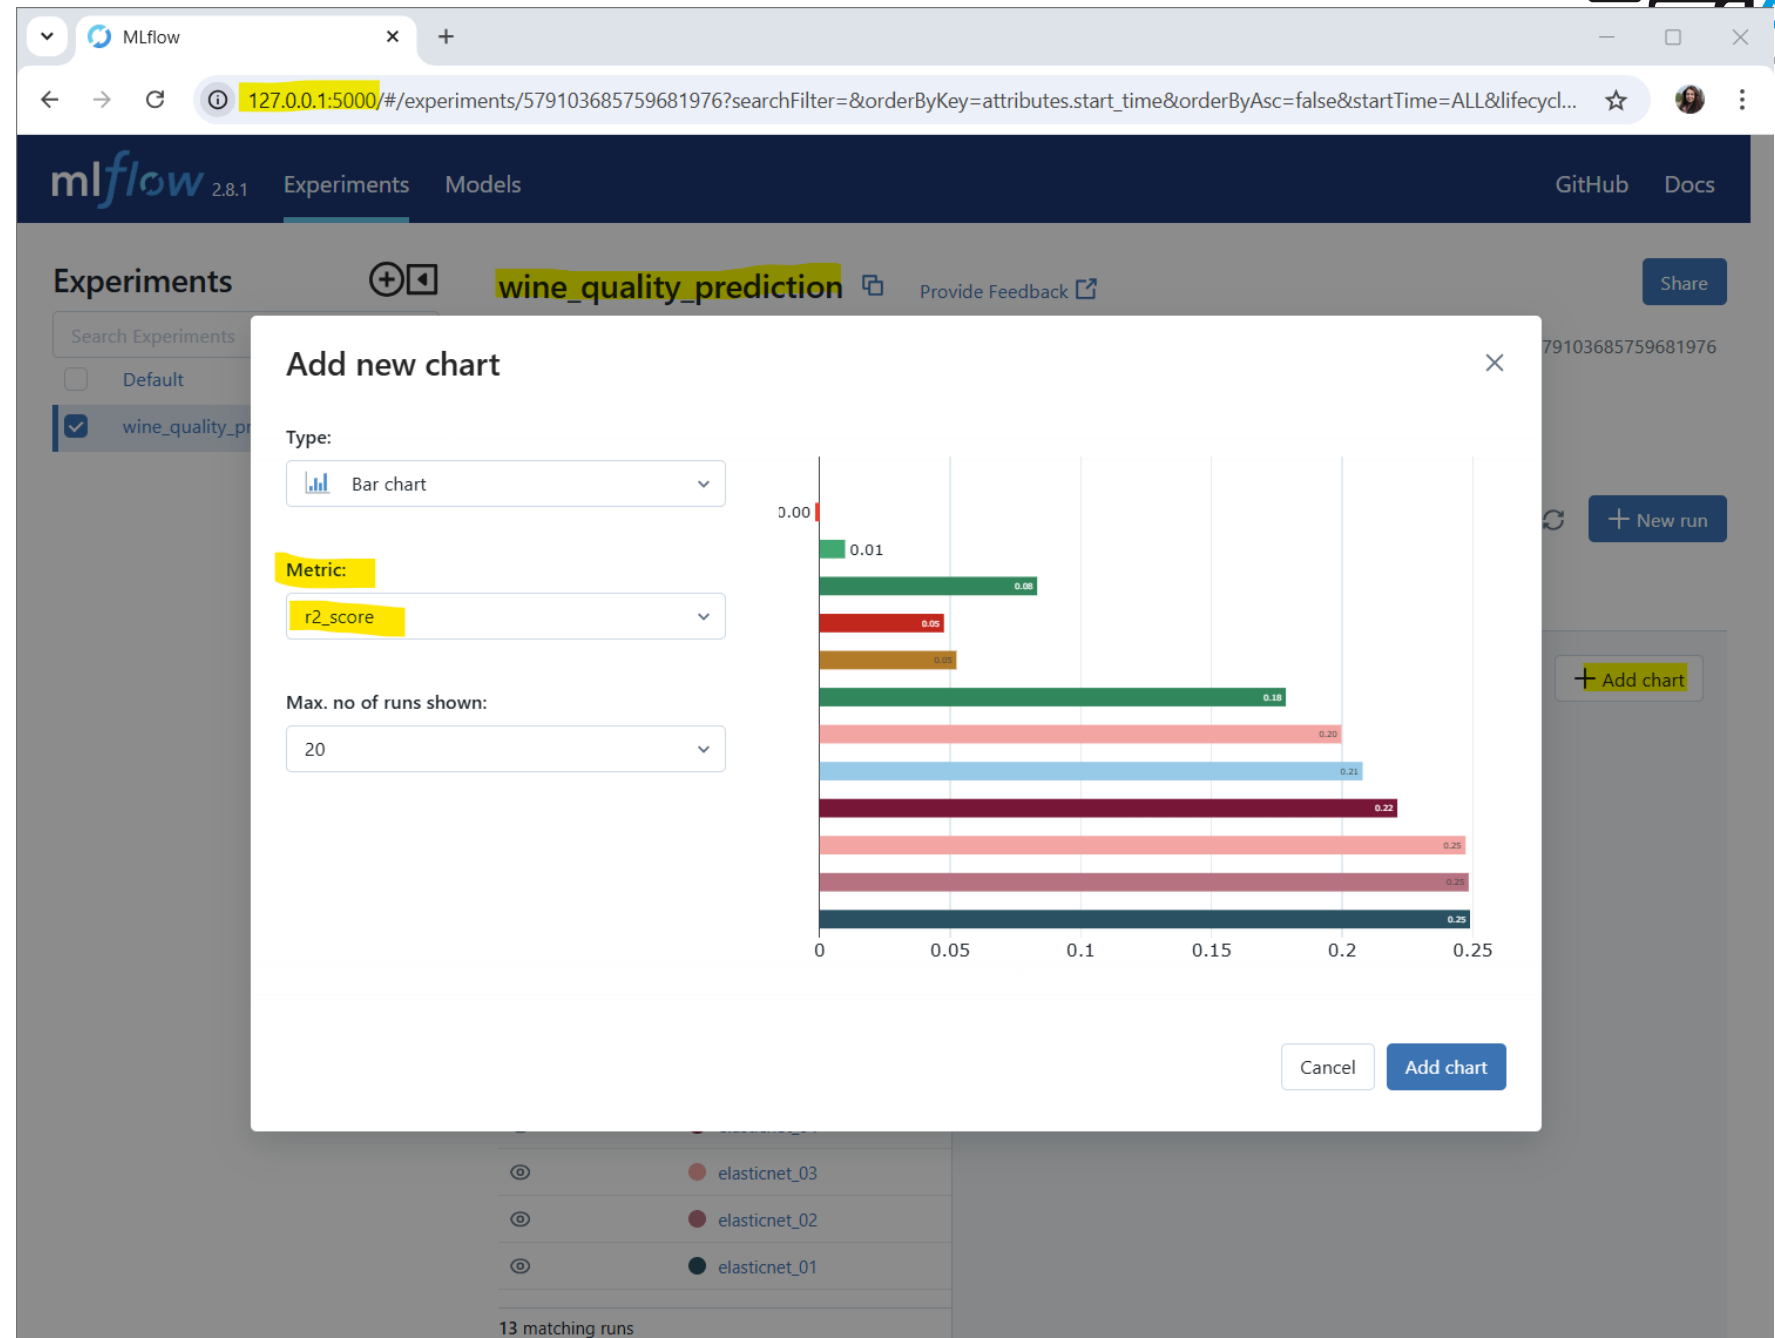 MLflow
127.0.0.1:5000/#/experiments/579103685759681976?searchFilter=&orderByKey=attributes.start_time&orderByAsc=false&startTime=ALL&lifecycl...
mlflow 2.8.1 Experiments Models GitHub Docs
Experiments
wine_quality_prediction Provide Feedback Share
Search Experiments
79103685759681976
Default
wine_quality_pr
Add new chart
Type:
Bar chart
Metric:
r2_score
Max. no of runs shown:
20
0.00
0.01
0.08
0.05
0.05
0.18
0.20
0.21
0.22
0.25
0.25
0.25
0 0.05 0.1 0.15 0.2 0.25
New run
Add chart
Cancel Add chart
elasticnet_03
elasticnet_02
elasticnet_01
13 matching runs